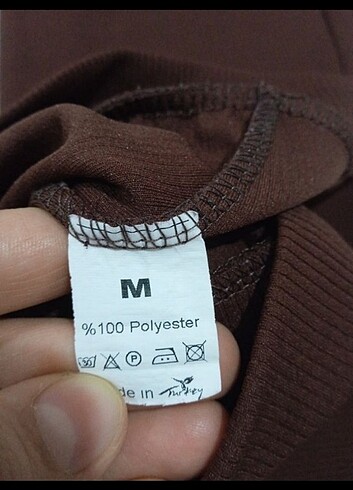 M
%100 Polyester
P
de in Turkey